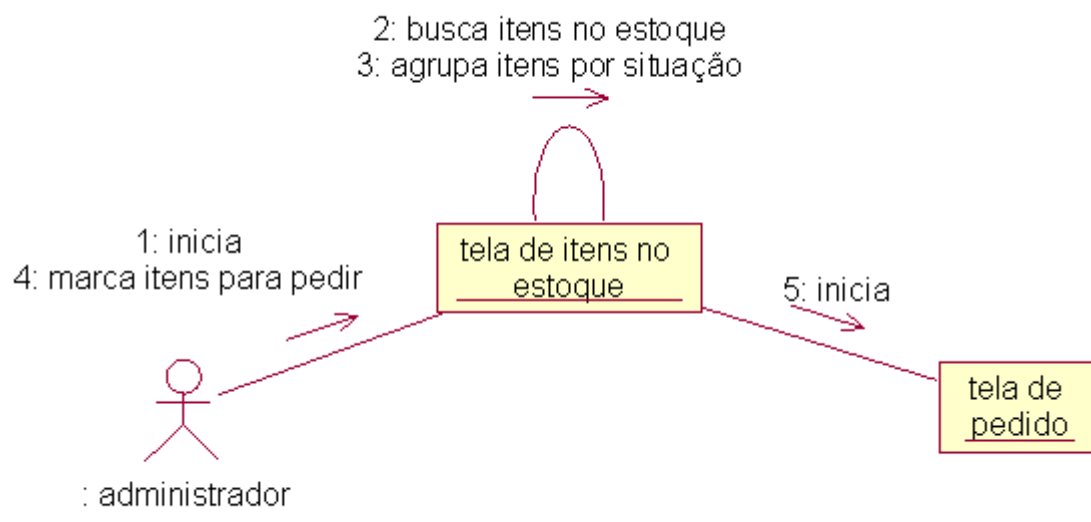 2: busca itens no estoque
3: agrupa itens por situação
1: inicia
4: marca itens para pedir
tela de itens no
estoque
5: inicia
tela de
pedido
: administrador